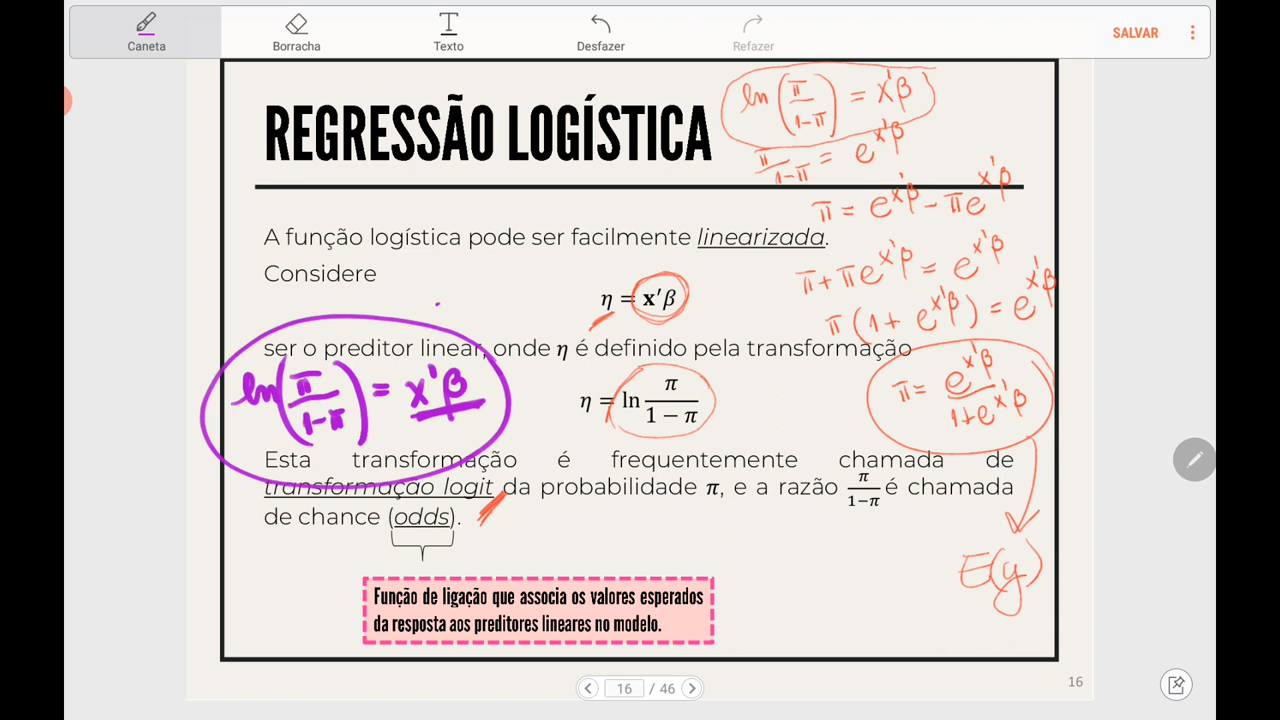 Caneta
Borracha
Texto
Desfazer
Refazer
SALVAR
REGRESSÃO LOGÍSTICA
ln(π/1-π) = x'β
π/1-π = e^x'β
π = e^x'β - πe^x'β
π + πe^x'β = e^x'β
π(1 + e^x'β) = e^x'β
π = e^x'β/1+e^x'β
E(y)
A função logística pode ser facilmente linearizada.
Considere
η = x′β
ser o preditor linear, onde η é definido pela transformação
ln(π/1-π) = x'β
η = ln π/1 − π
Esta transformação é frequentemente chamada de
transformação logit da probabilidade π, e a razão π/1−π é chamada
de chance (odds).
Função de ligação que associa os valores esperados
da resposta aos preditores lineares no modelo.
16
16 / 46